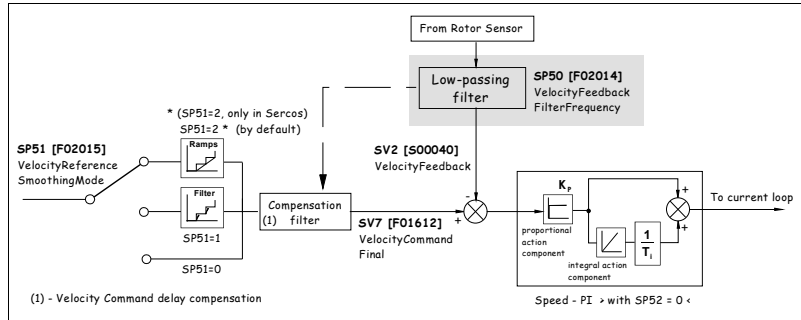 From Rotor Sensor
Low-passing
filter
SP50 [F02014]
VelocityFeedback
FilterFrequency
* (SP51=2, only in Sercos)
SP51=2 * (by default)
SP51 [F02015]
VelocityReference
SmoothingMode
Ramps
SV2 [S00040]
VelocityFeedback
Filter
SP51=1
SP51=0
Compensation
(1) filter
SV7 [F01612]
VelocityCommand
Final
-
+
KP
proportional
action
component
integral action
component
1
Ti
+
+
To current loop
(1) - Velocity Command delay compensation
Speed - PI > with SP52 = 0 <